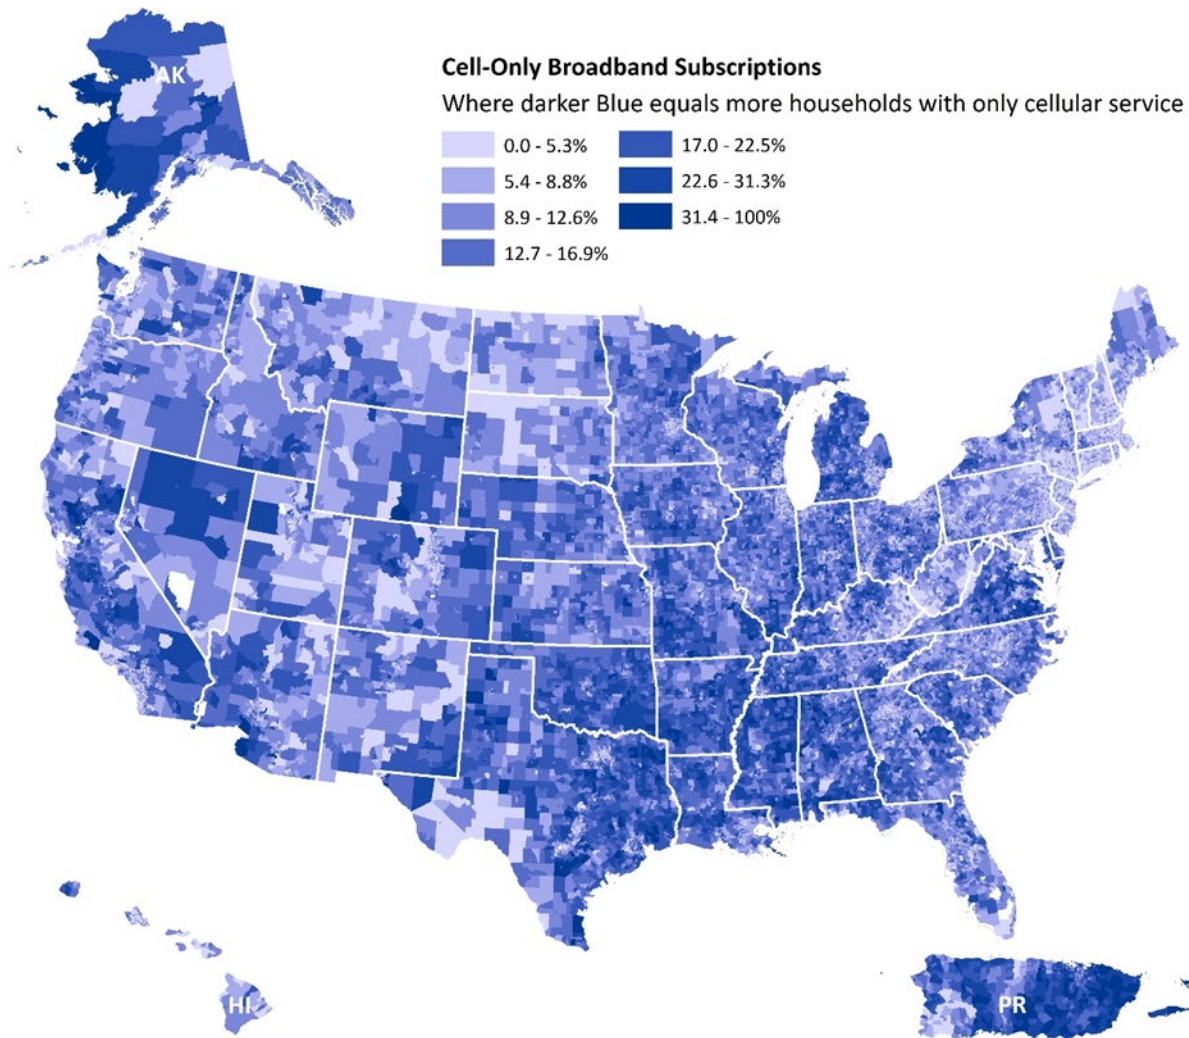 AK
Cell-Only Broadband Subscriptions
Where darker Blue equals more households with only cellular service
0.0 - 5.3%
17.0 - 22.5%
5.4 - 8.8%
22.6 - 31.3%
8.9 - 12.6%
31.4 - 100%
12.7 - 16.9%
HI
PR